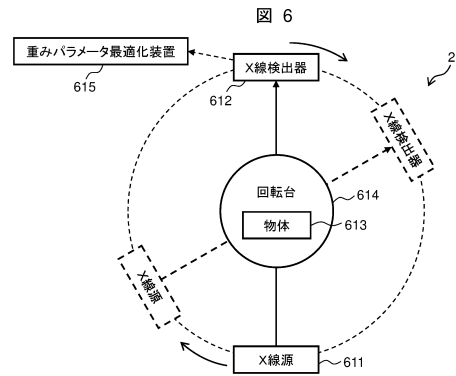 図 6
重みパラメータ最適化装置
615
X線検出器
612
2
X線検出器
回転台
614
物体
613
X線源
X線源
611